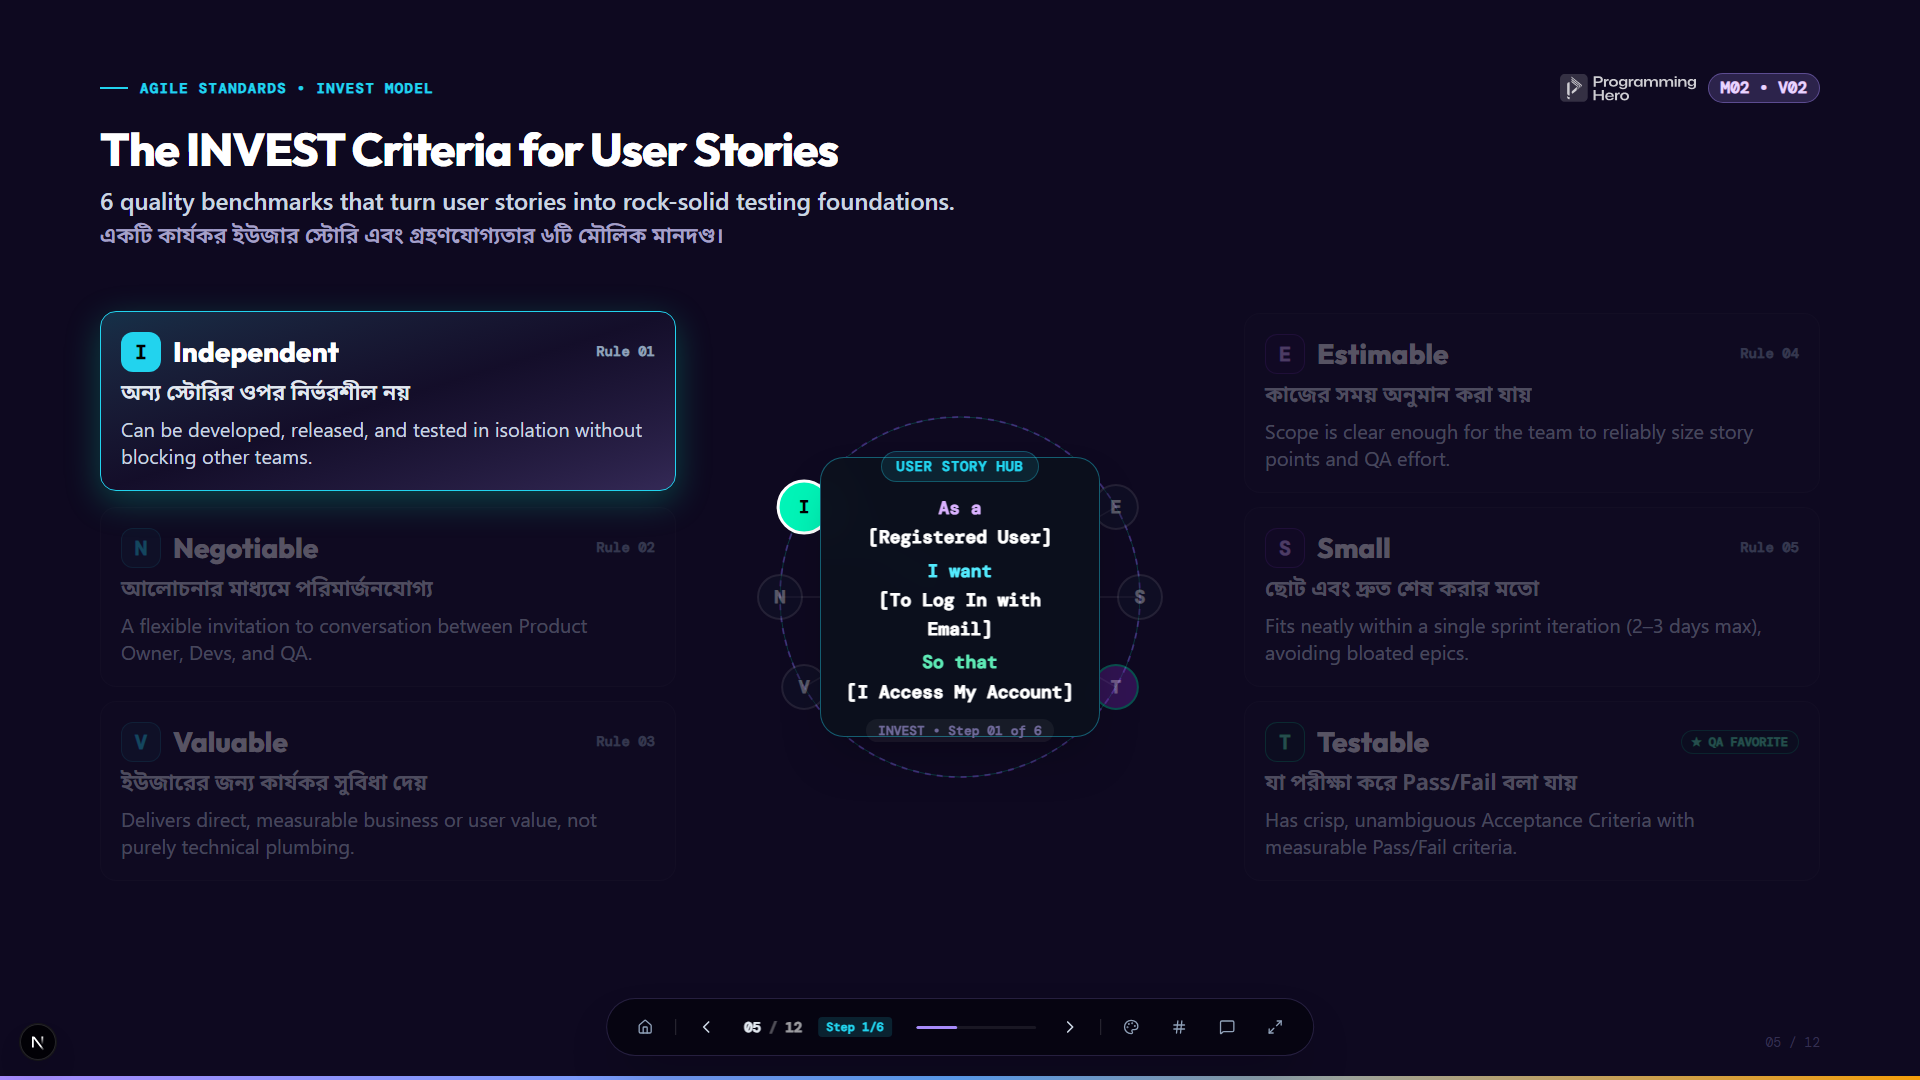 AGILE STANDARDS • INVEST MODEL
Programming
Hero
M02 • V02
The INVEST Criteria for User Stories
6 quality benchmarks that turn user stories into rock-solid testing foundations.
একটি কার্যকর ইউজার স্টোরি এবং গ্রহণযোগ্যতার ৬টি মৌলিক মানদণ্ড।
I Independent Rule 01
অন্য স্টোরির ওপর নির্ভরশীল নয়
Can be developed, released, and tested in isolation without
blocking other teams.
N Negotiable Rule 02
আলোচনার মাধ্যমে পরিমার্জনযোগ্য
A flexible invitation to conversation between Product
Owner, Devs, and QA.
V Valuable Rule 03
ইউজারের জন্য কার্যকর সুবিধা দেয়
Delivers direct, measurable business or user value, not
purely technical plumbing.
USER STORY HUB
As a
[Registered User]
I want
[To Log In with
Email]
So that
[I Access My Account]
INVEST • Step 01 of 6
I
N
V
E
S
T
E Estimable Rule 04
কাজের সময় অনুমান করা যায়
Scope is clear enough for the team to reliably size story
points and QA effort.
S Small Rule 05
ছোট এবং দ্রুত শেষ করার মতো
Fits neatly within a single sprint iteration (2–3 days max),
avoiding bloated epics.
T Testable ★ QA FAVORITE
যা পরীক্ষা করে Pass/Fail বলা যায়
Has crisp, unambiguous Acceptance Criteria with
measurable Pass/Fail criteria.
N
05 / 12 Step 1/6
05 / 12